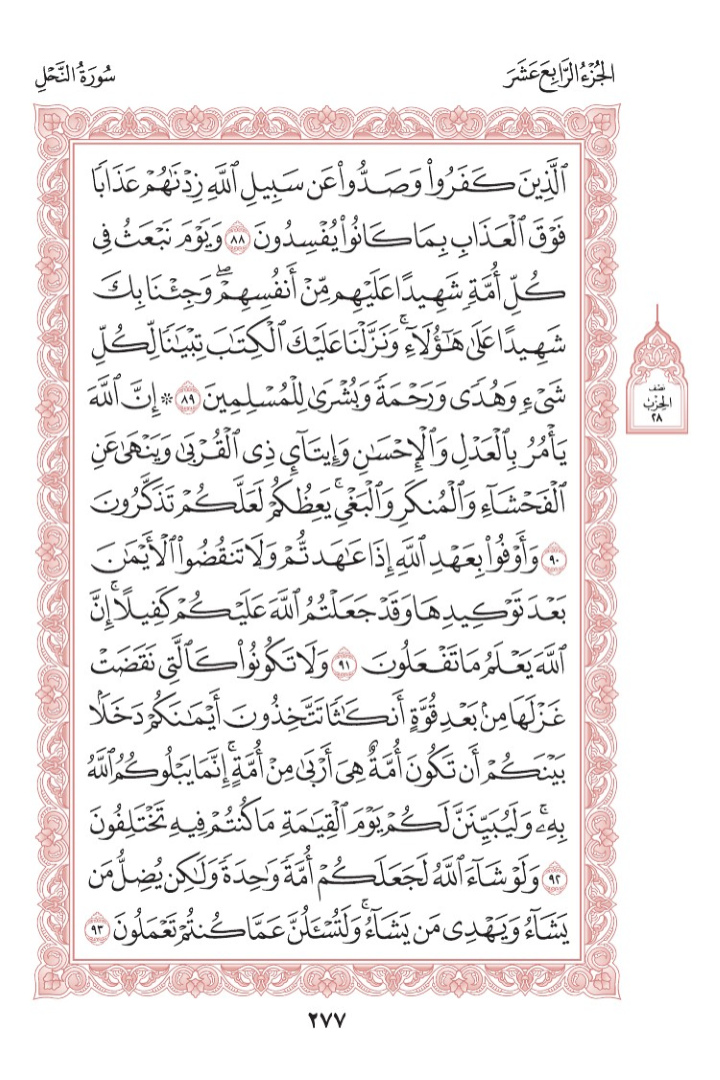 الجُزْءُ الرَّابِعَ عَشَرَ
سُورَةُ النَّحْلِ
ٱلَّذِينَ كَفَرُوا۟ وَصَدُّوا۟ عَن سَبِيلِ ٱللَّهِ زِدْنَٰهُمْ عَذَابًا
فَوْقَ ٱلْعَذَابِ بِمَا كَانُوا۟ يُفْسِدُونَ ٨٨ وَيَوْمَ نَبْعَثُ فِى
كُلِّ أُمَّةٍ شَهِيدًا عَلَيْهِم مِّنْ أَنفُسِهِمْ ۖ وَجِئْنَا بِكَ
شَهِيدًا عَلَىٰ هَٰٓؤُلَآءِ ۚ وَنَزَّلْنَا عَلَيْكَ ٱلْكِتَٰبَ تِبْيَٰنًا لِّكُلِّ
شَىْءٍ وَهُدًى وَرَحْمَةً وَبُشْرَىٰ لِلْمُسْلِمِينَ ٨٩ ۞ إِنَّ ٱللَّهَ
يَأْمُرُ بِٱلْعَدْلِ وَٱلْإِحْسَٰنِ وَإِيتَآئِ ذِى ٱلْقُرْبَىٰ وَيَنْهَىٰ عَنِ
ٱلْفَحْشَآءِ وَٱلْمُنكَرِ وَٱلْبَغْىِ ۚ يَعِظُكُمْ لَعَلَّكُمْ تَذَكَّرُونَ
٩٠ وَأَوْفُوا۟ بِعَهْدِ ٱللَّهِ إِذَا عَٰهَدتُّمْ وَلَا تَنقُضُوا۟ ٱلْأَيْمَٰنَ
بَعْدَ تَوْكِيدِهَا وَقَدْ جَعَلْتُمُ ٱللَّهَ عَلَيْكُمْ كَفِيلًا ۚ إِنَّ
ٱللَّهَ يَعْلَمُ مَا تَفْعَلُونَ ٩١ وَلَا تَكُونُوا۟ كَٱلَّتِى نَقَضَتْ
غَزْلَهَا مِنۢ بَعْدِ قُوَّةٍ أَنكَٰثًا تَتَّخِذُونَ أَيْمَٰنَكُمْ دَخَلًۢا
بَيْنَكُمْ أَن تَكُونَ أُمَّةٌ هِىَ أَرْبَىٰ مِنْ أُمَّةٍ ۚ إِنَّمَا يَبْلُوكُمُ ٱللَّهُ
بِهِۦ ۚ وَلَيُبَيِّنَنَّ لَكُمْ يَوْمَ ٱلْقِيَٰمَةِ مَا كُنتُمْ فِيهِ تَخْتَلِفُونَ
٩٢ وَلَوْ شَآءَ ٱللَّهُ لَجَعَلَكُمْ أُمَّةً وَٰحِدَةً وَلَٰكِن يُضِلُّ مَن
يَشَآءُ وَيَهْدِى مَن يَشَآءُ ۚ وَلَتُسْـَٔلُنَّ عَمَّا كُنتُمْ تَعْمَلُونَ ٩٣
نصف
الحِزْبِ
٢٨
٢٧٧